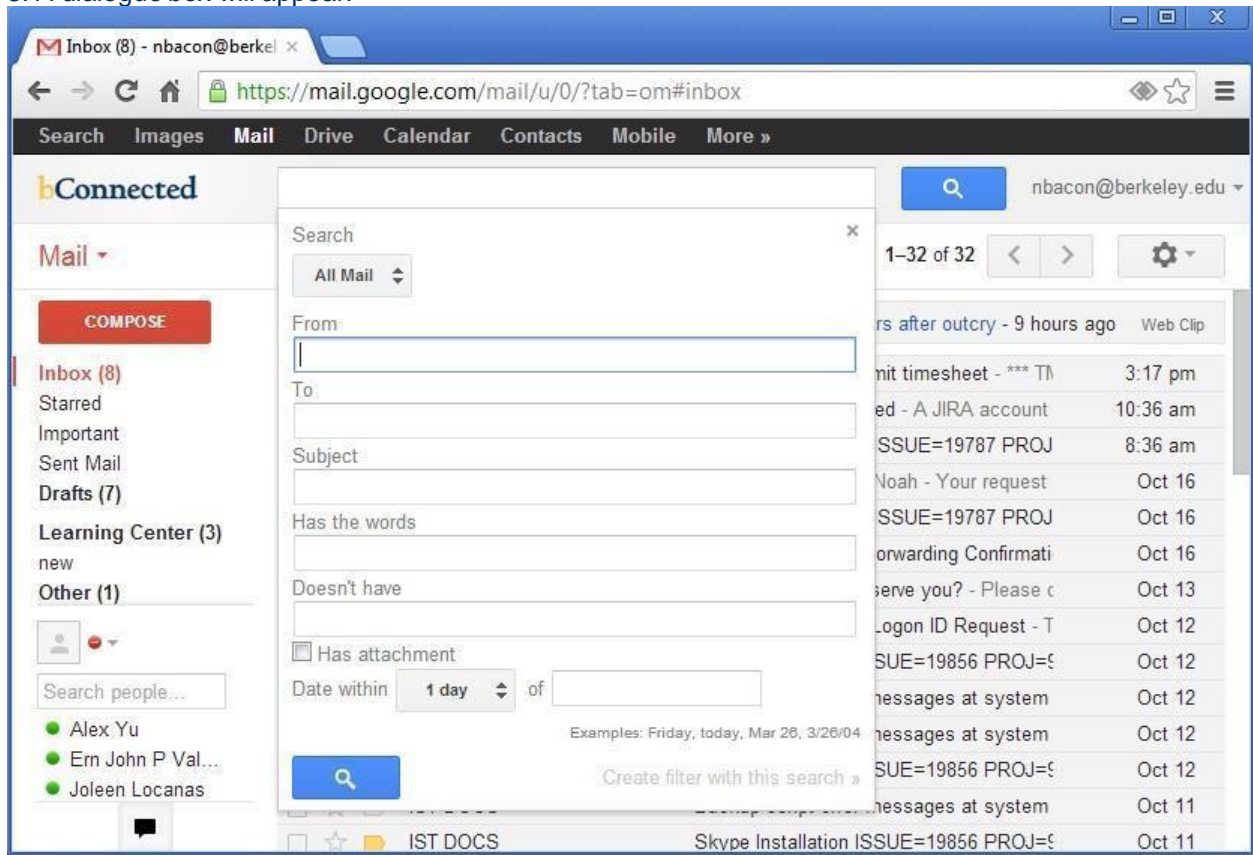 Inbox (8) - nbacon@berkel
https://mail.google.com/mail/u/0/?tab=om#inbox
Search Images Mail Drive Calendar Contacts Mobile More »
bConnected
nbacon@berkeley.edu
Mail
1–32 of 32
Search
All Mail
COMPOSE
From
rs after outcry - 9 hours ago Web Clip
Inbox (8)
mit timesheet - ***
3:17 pm
To
Starred
ed - A JIRA account 10:36 am
Important
SSUE=19787 PROJ 8:36 am
Subject
Sent Mail
Noah - Your request Oct 16
Drafts (7)
SSUE=19787 PROJ Oct 16
Has the words
Learning Center (3)
orwarding Confirmati Oct 16
new
Doesn't have
Other (1)
serve you? - Please c Oct 13
Logon ID Request - T Oct 12
Has attachment
SUE=19856 PROJ=9 Oct 12
Date within 1 day of
Search people...
messages at system Oct 12
Examples: Friday, today, Mar 26, 3/26/04
Alex Yu
messages at system Oct 12
Ern John P Val...
SUE=19856 PROJ=9 Oct 12
Create filter with this search »
Joleen Locanas
messages at system Oct 11
IST DOCS Skype Installation ISSUE=19856 PROJ=9 Oct 11